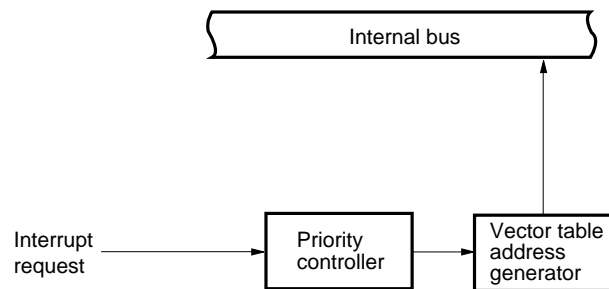 Internal bus
Interrupt
request
Priority
controller
Vector table
address
generator